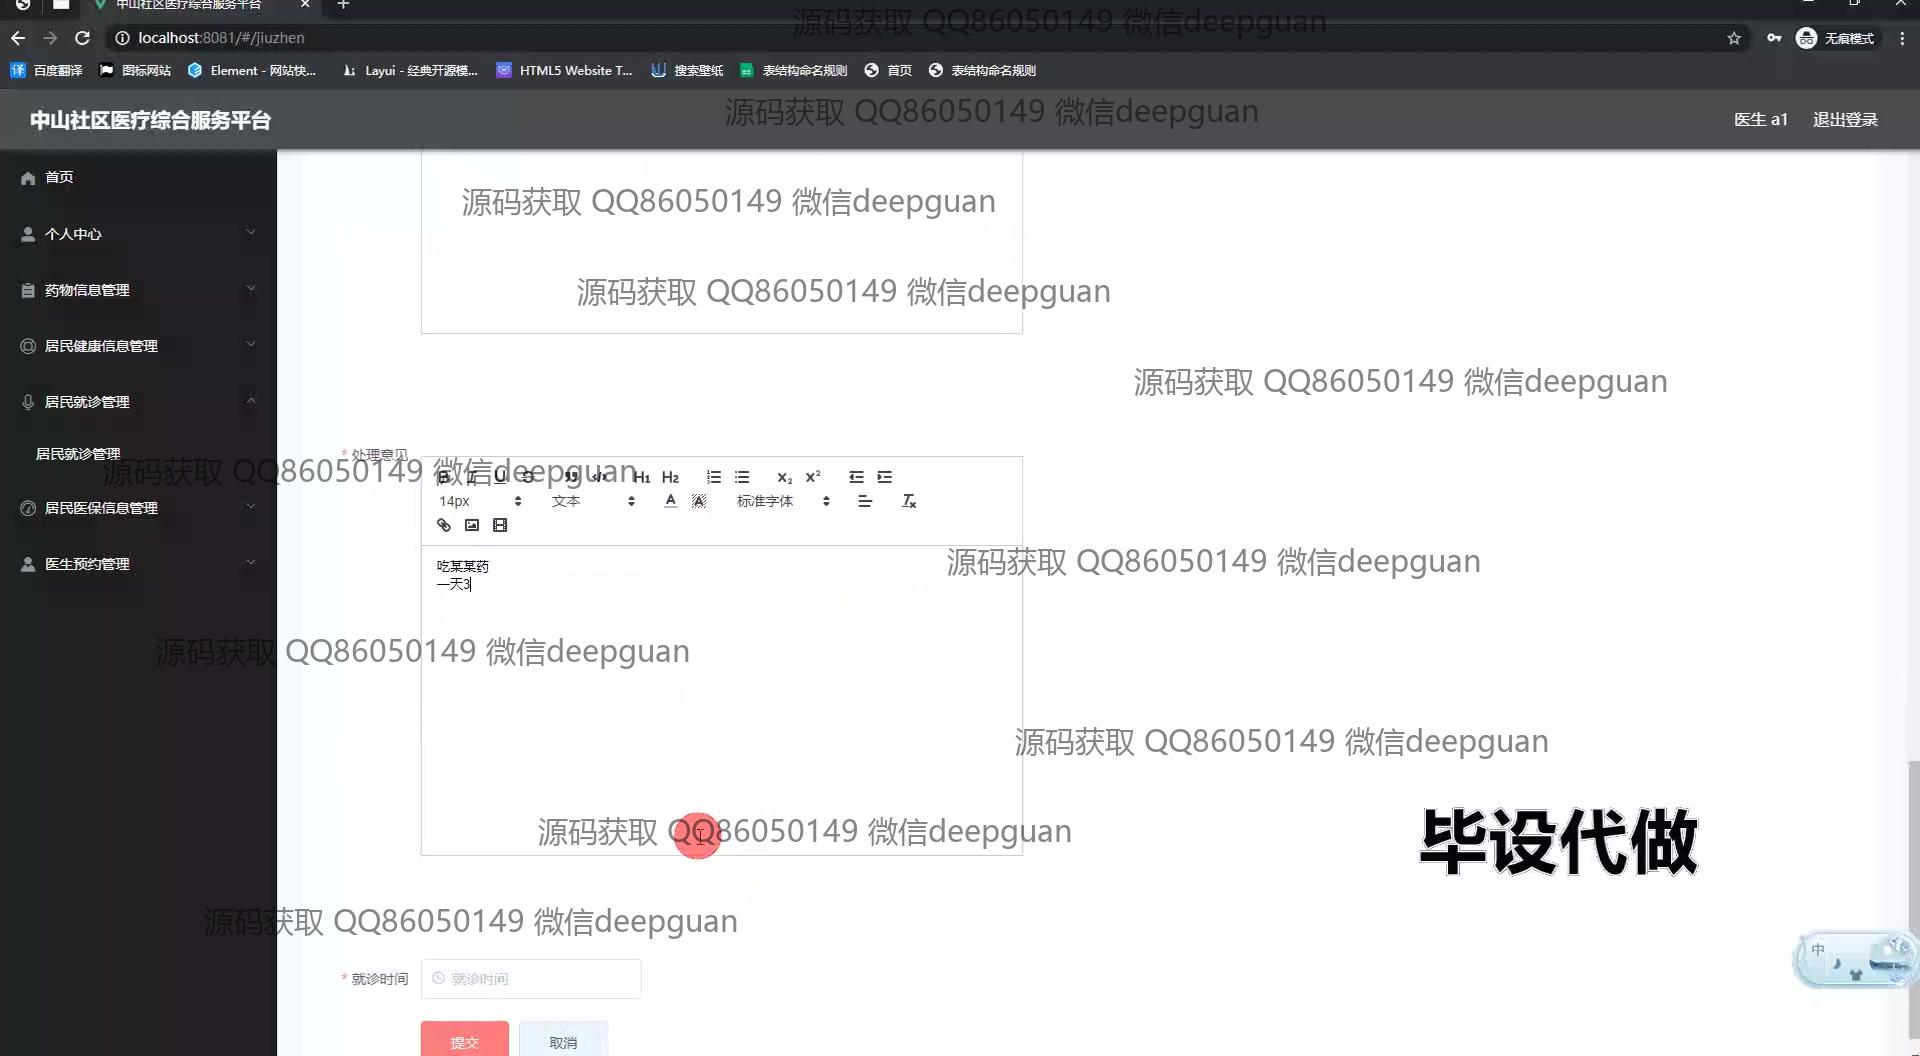 中山社区医疗综合服务平台
localhost:8081/#/jiuzhen
无痕模式
百度翻译 图标网站 Element - 网站快... Layui - 经典开源模... HTML5 Website T... 搜索壁纸 表结构命名规则 首页 表结构命名规则
中山社区医疗综合服务平台
医生 a1 退出登录
源码获取 QQ86050149 微信deepguan
源码获取 QQ86050149 微信deepguan
首页
个人中心
药物信息管理
居民健康信息管理
居民就诊管理
居民就诊管理
居民医保信息管理
医生预约管理
源码获取 QQ86050149 微信deepguan
源码获取 QQ86050149 微信deepguan
源码获取 QQ86050149 微信deepguan
* 处理意见
源码获取 QQ86050149 微信deepguan
B I U S ” </> H1 H2 x₂ x²
14px 文本 A A 标准字体 Tx
吃某某药
一天3
源码获取 QQ86050149 微信deepguan
源码获取 QQ86050149 微信deepguan
源码获取 QQ86050149 微信deepguan
源码获取 QQ86050149 微信deepguan
毕设代做
源码获取 QQ86050149 微信deepguan
* 就诊时间 就诊时间
提交 取消
中